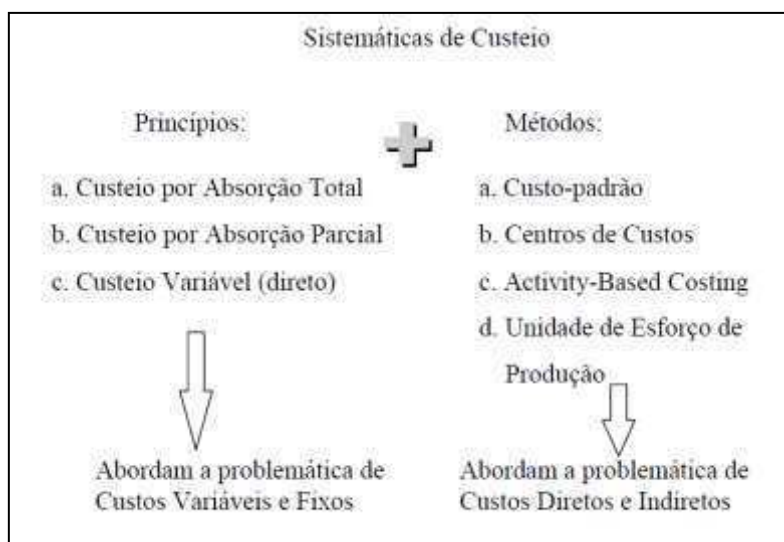 Sistemáticas de Custeio
Princípios:
a. Custeio por Absorção Total
b. Custeio por Absorção Parcial
c. Custeio Variável (direto)
Abordam a problemática de
Custos Variáveis e Fixos
Métodos:
a. Custo-padrão
b. Centros de Custos
c. Activity-Based Costing
d. Unidade de Esforço de
Produção
Abordam a problemática de
Custos Diretos e Indiretos